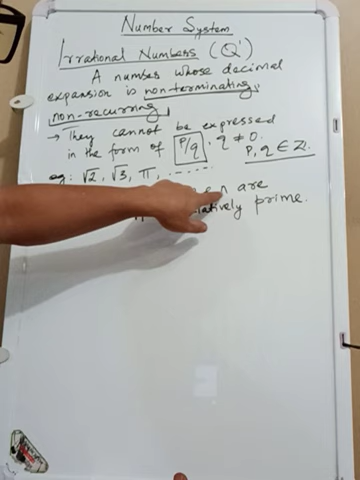 Number System
Irrational Numbers (Q')
A number whose decimal
expansion is non-terminating,
non-recurring
→ They cannot be expressed
in the form of p/q, q ≠ 0.
P, q ∈ Z.
eg: √2, √3, π, ........
are
relatively prime.